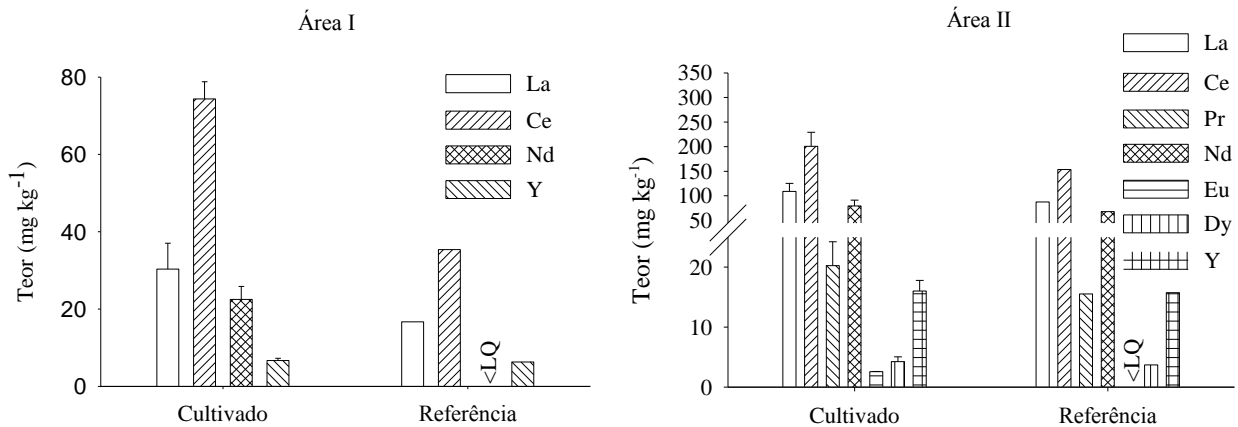 Área I
Teor (mg kg⁻¹)
80
60
40
20
0
La
Ce
Nd
Y
<LQ
Cultivado
Referência
Área II
Teor (mg kg⁻¹)
350
300
250
200
150
100
50
20
10
0
La
Ce
Pr
Nd
Eu
Dy
Y
<LQ
Cultivado
Referência